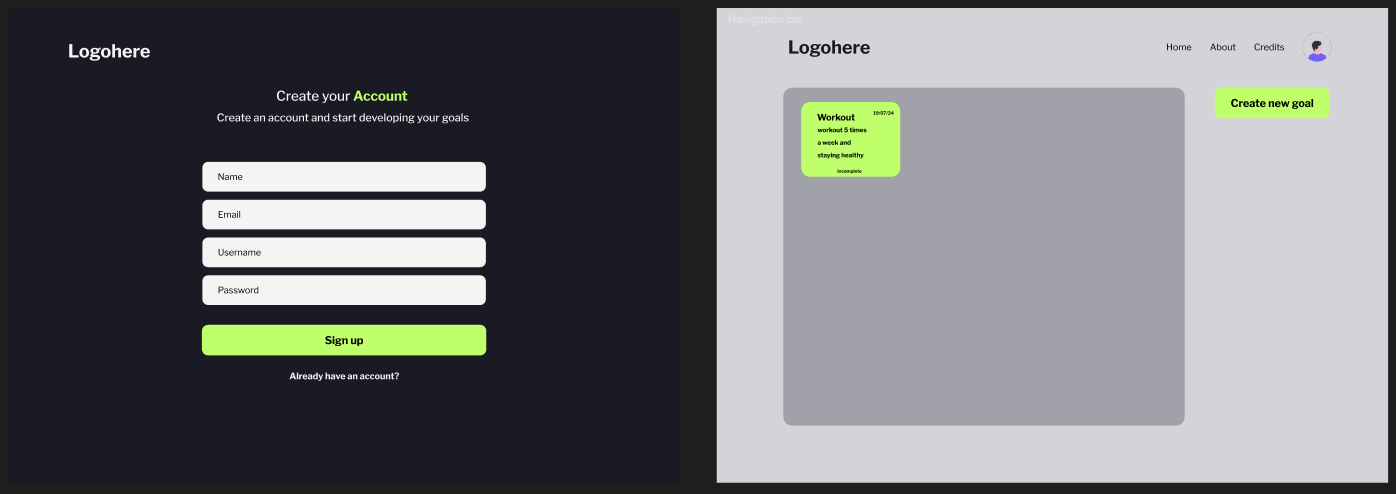 Logohere
Create your Account
Create an account and start developing your goals
Name
Email
Username
Password
Sign up
Already have an account?
Navigation bar
Logohere
Home About Credits
Create new goal
Workout 19/07/24
workout 5 times
a week and
staying healthy
Incomplete